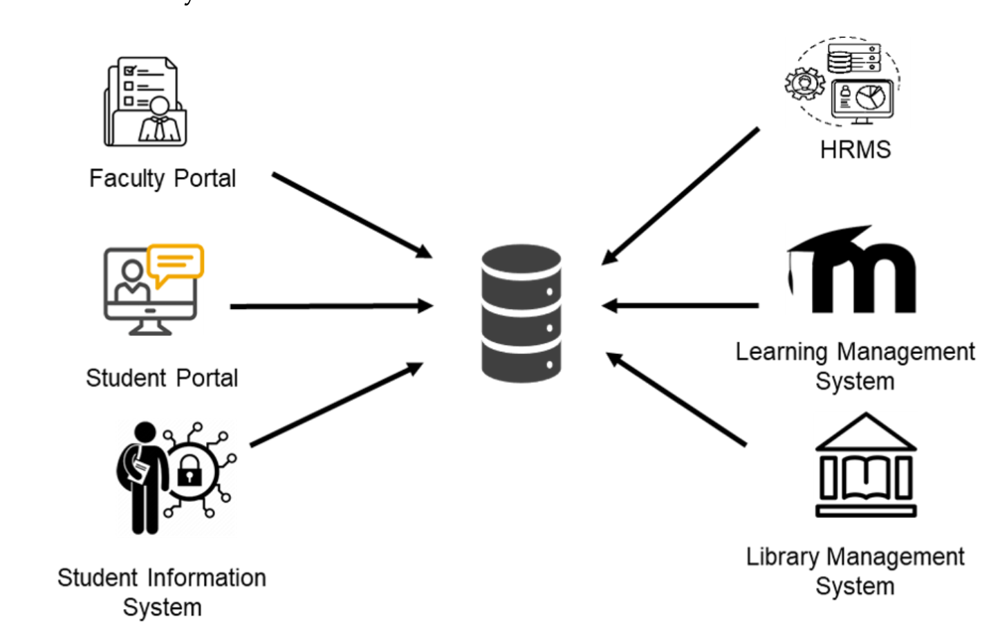 Faculty Portal
HRMS
Student Portal
Learning Management
System
Student Information
System
Library Management
System